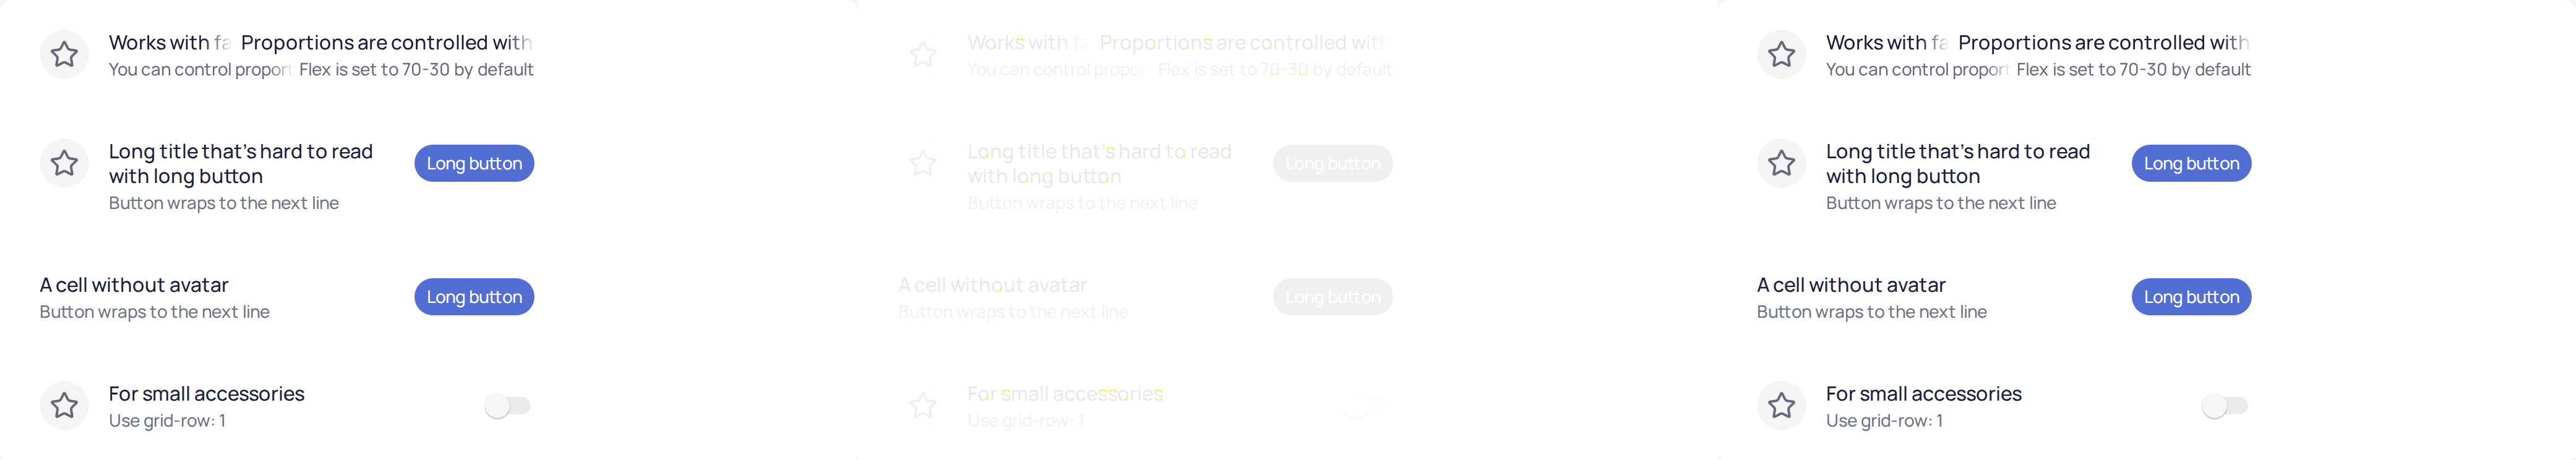 Works with fa Proportions are controlled with
You can control proport Flex is set to 70-30 by default
Long title that's hard to read
with long button
Button wraps to the next line
Long button
A cell without avatar
Button wraps to the next line
Long button
For small accessories
Use grid-row: 1
Works with fa Proportions are controlled with
You can control propor Flex is set to 70-30 by default
Long title that's hard to read
with long button
Button wraps to the next line
Long button
A cell without avatar
Button wraps to the next line
Long button
For small accessories
Use grid-row: 1
Works with fa Proportions are controlled with
You can control proport Flex is set to 70-30 by default
Long title that's hard to read
with long button
Button wraps to the next line
Long button
A cell without avatar
Button wraps to the next line
Long button
For small accessories
Use grid-row: 1